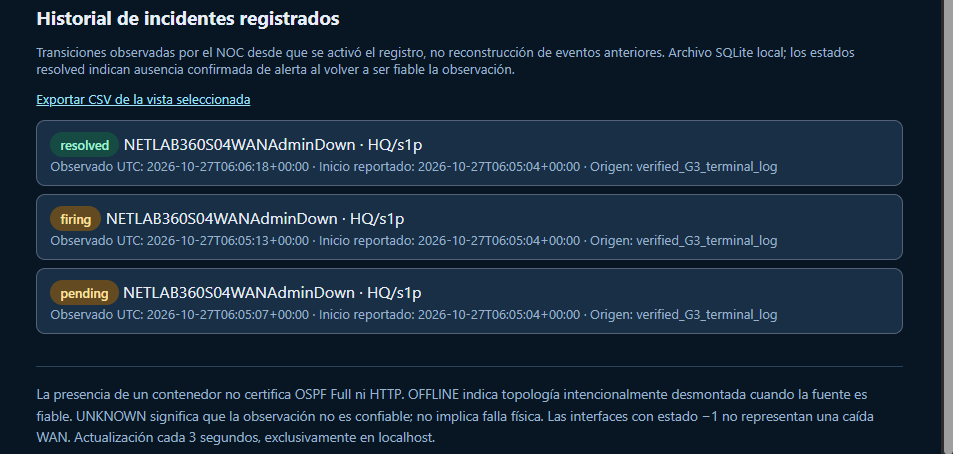 Historial de incidentes registrados
Transiciones observadas por el NOC desde que se activó el registro, no reconstrucción de eventos anteriores. Archivo SQLite local; los estados
resolved indican ausencia confirmada de alerta al volver a ser fiable la observación.
Exportar CSV de la vista seleccionada
resolved NETLAB360S04WANAdminDown · HQ/s1p
Observado UTC: 2026-10-27T06:06:18+00:00 · Inicio reportado: 2026-10-27T06:05:04+00:00 · Origen: verified_G3_terminal_log
firing NETLAB360S04WANAdminDown · HQ/s1p
Observado UTC: 2026-10-27T06:05:13+00:00 · Inicio reportado: 2026-10-27T06:05:04+00:00 · Origen: verified_G3_terminal_log
pending NETLAB360S04WANAdminDown · HQ/s1p
Observado UTC: 2026-10-27T06:05:07+00:00 · Inicio reportado: 2026-10-27T06:05:04+00:00 · Origen: verified_G3_terminal_log
La presencia de un contenedor no certifica OSPF Full ni HTTP. OFFLINE indica topología intencionalmente desmontada cuando la fuente es
fiable. UNKNOWN significa que la observación no es confiable; no implica falla física. Las interfaces con estado −1 no representan una caída
WAN. Actualización cada 3 segundos, exclusivamente en localhost.